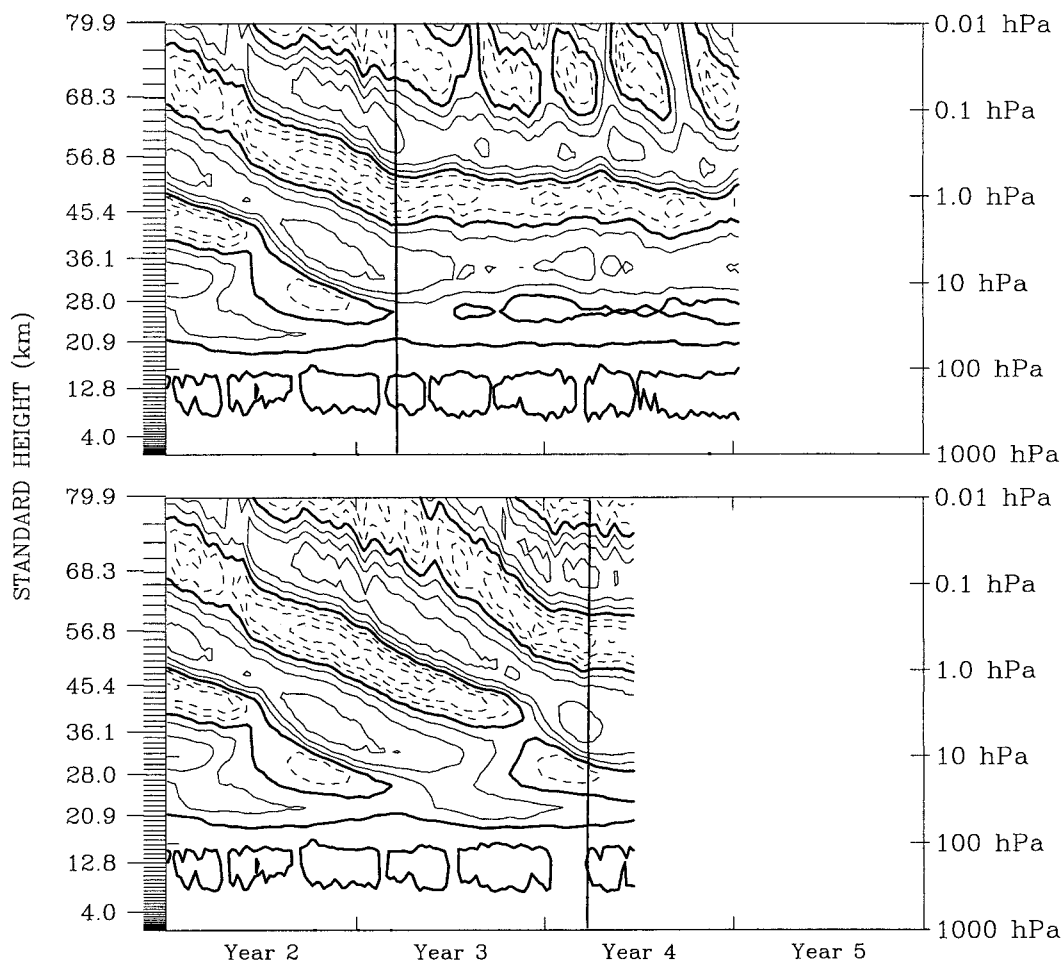 79.9
68.3
56.8
45.4
36.1
28.0
20.9
12.8
4.0
0.01 hPa
0.1 hPa
1.0 hPa
10 hPa
100 hPa
1000 hPa
STANDARD HEIGHT (km)
79.9
68.3
56.8
45.4
36.1
28.0
20.9
12.8
4.0
0.01 hPa
0.1 hPa
1.0 hPa
10 hPa
100 hPa
1000 hPa
Year 2 Year 3 Year 4 Year 5